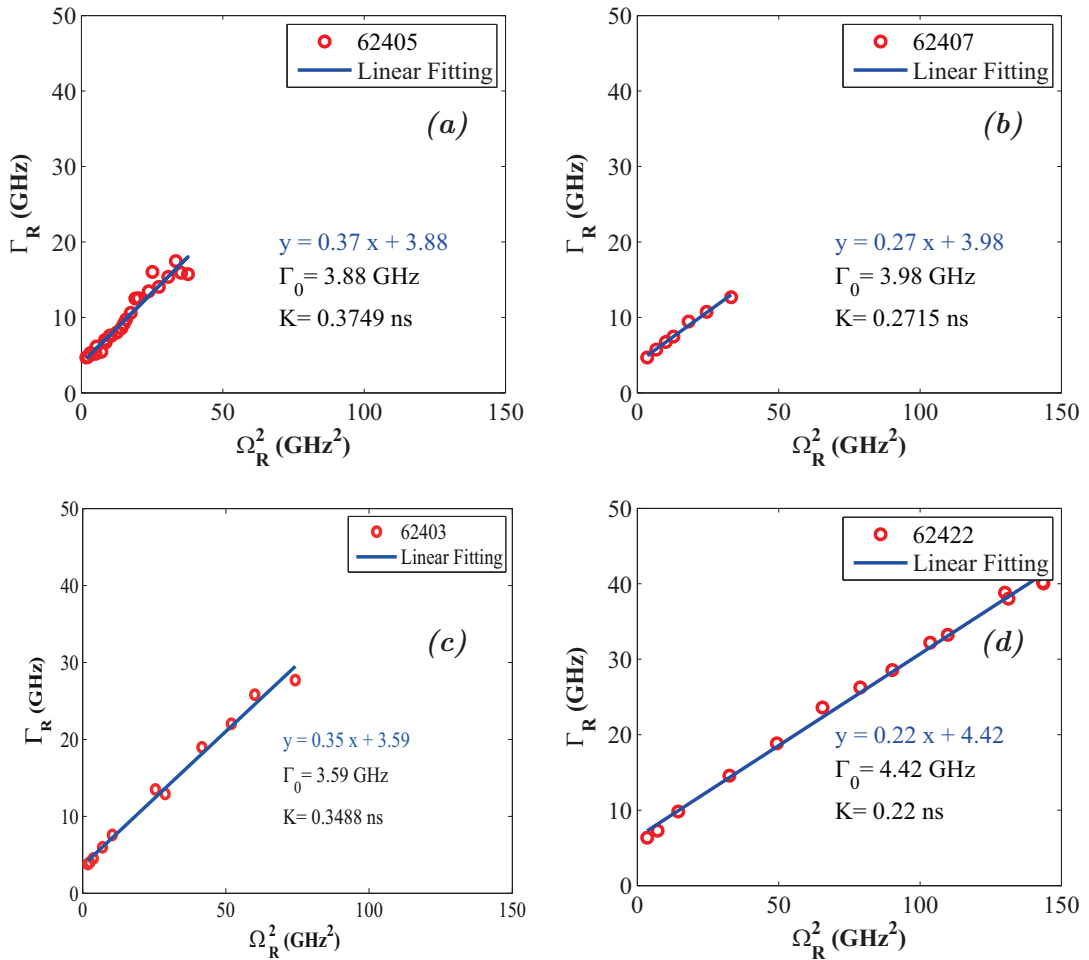 50
40
30
20
10
0
0 50 100 150
Γ_R (GHz)
Ω_R^2 (GHz^2)
62405
Linear Fitting
(a)
y = 0.37 x + 3.88
Γ_0= 3.88 GHz
K= 0.3749 ns
50
40
30
20
10
0
0 50 100 150
Γ_R (GHz)
Ω_R^2 (GHz^2)
62407
Linear Fitting
(b)
y = 0.27 x + 3.98
Γ_0= 3.98 GHz
K= 0.2715 ns
50
40
30
20
10
0
0 50 100 150
Γ_R (GHz)
Ω_R^2 (GHz^2)
62403
Linear Fitting
(c)
y = 0.35 x + 3.59
Γ_0= 3.59 GHz
K= 0.3488 ns
50
40
30
20
10
0
0 50 100 150
Γ_R (GHz)
Ω_R^2 (GHz^2)
62422
Linear Fitting
(d)
y = 0.22 x + 4.42
Γ_0= 4.42 GHz
K= 0.22 ns